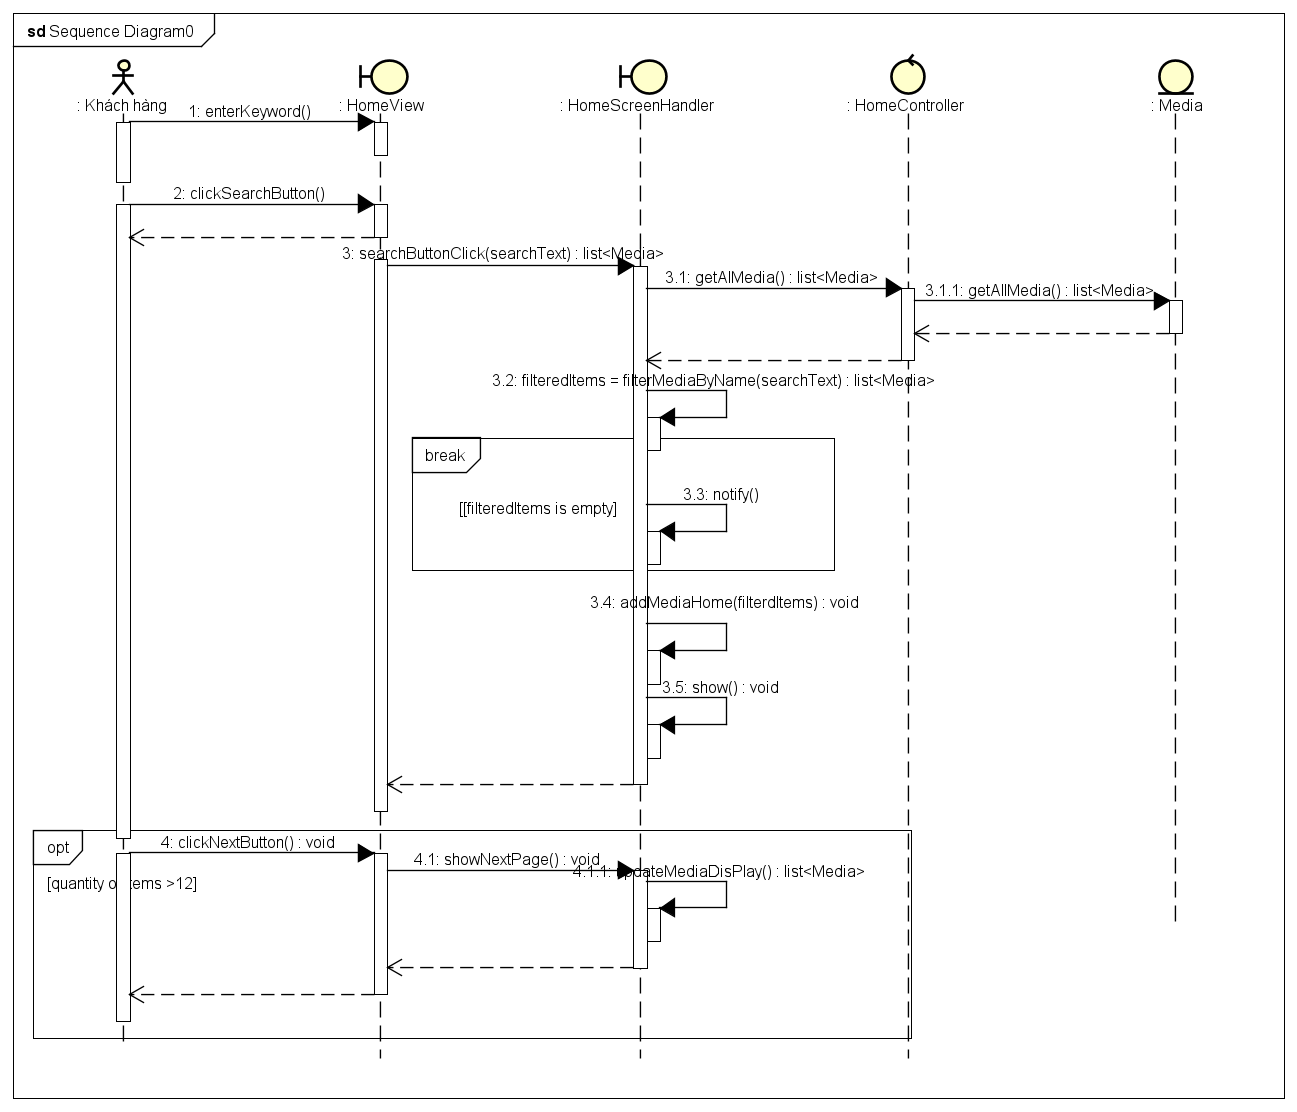 sd Sequence Diagram0
: Khách hàng
: HomeView
: HomeScreenHandler
: HomeController
: Media
1: enterKeyword()
2: clickSearchButton()
3: searchButtonClick(searchText) : list<Media>
3.1: getAlMedia() : list<Media>
3.1.1: getAllMedia() : list<Media>
3.2: filteredItems = filterMediaByName(searchText) : list<Media>
break
3.3: notify()
[[filteredItems is empty]
3.4: addMediaHome(filterdItems) : void
3.5: show() : void
opt
4: clickNextButton() : void
4.1: showNextPage() : void
4.1.1: updateMediaDisPlay() : list<Media>
[quantity of items >12]